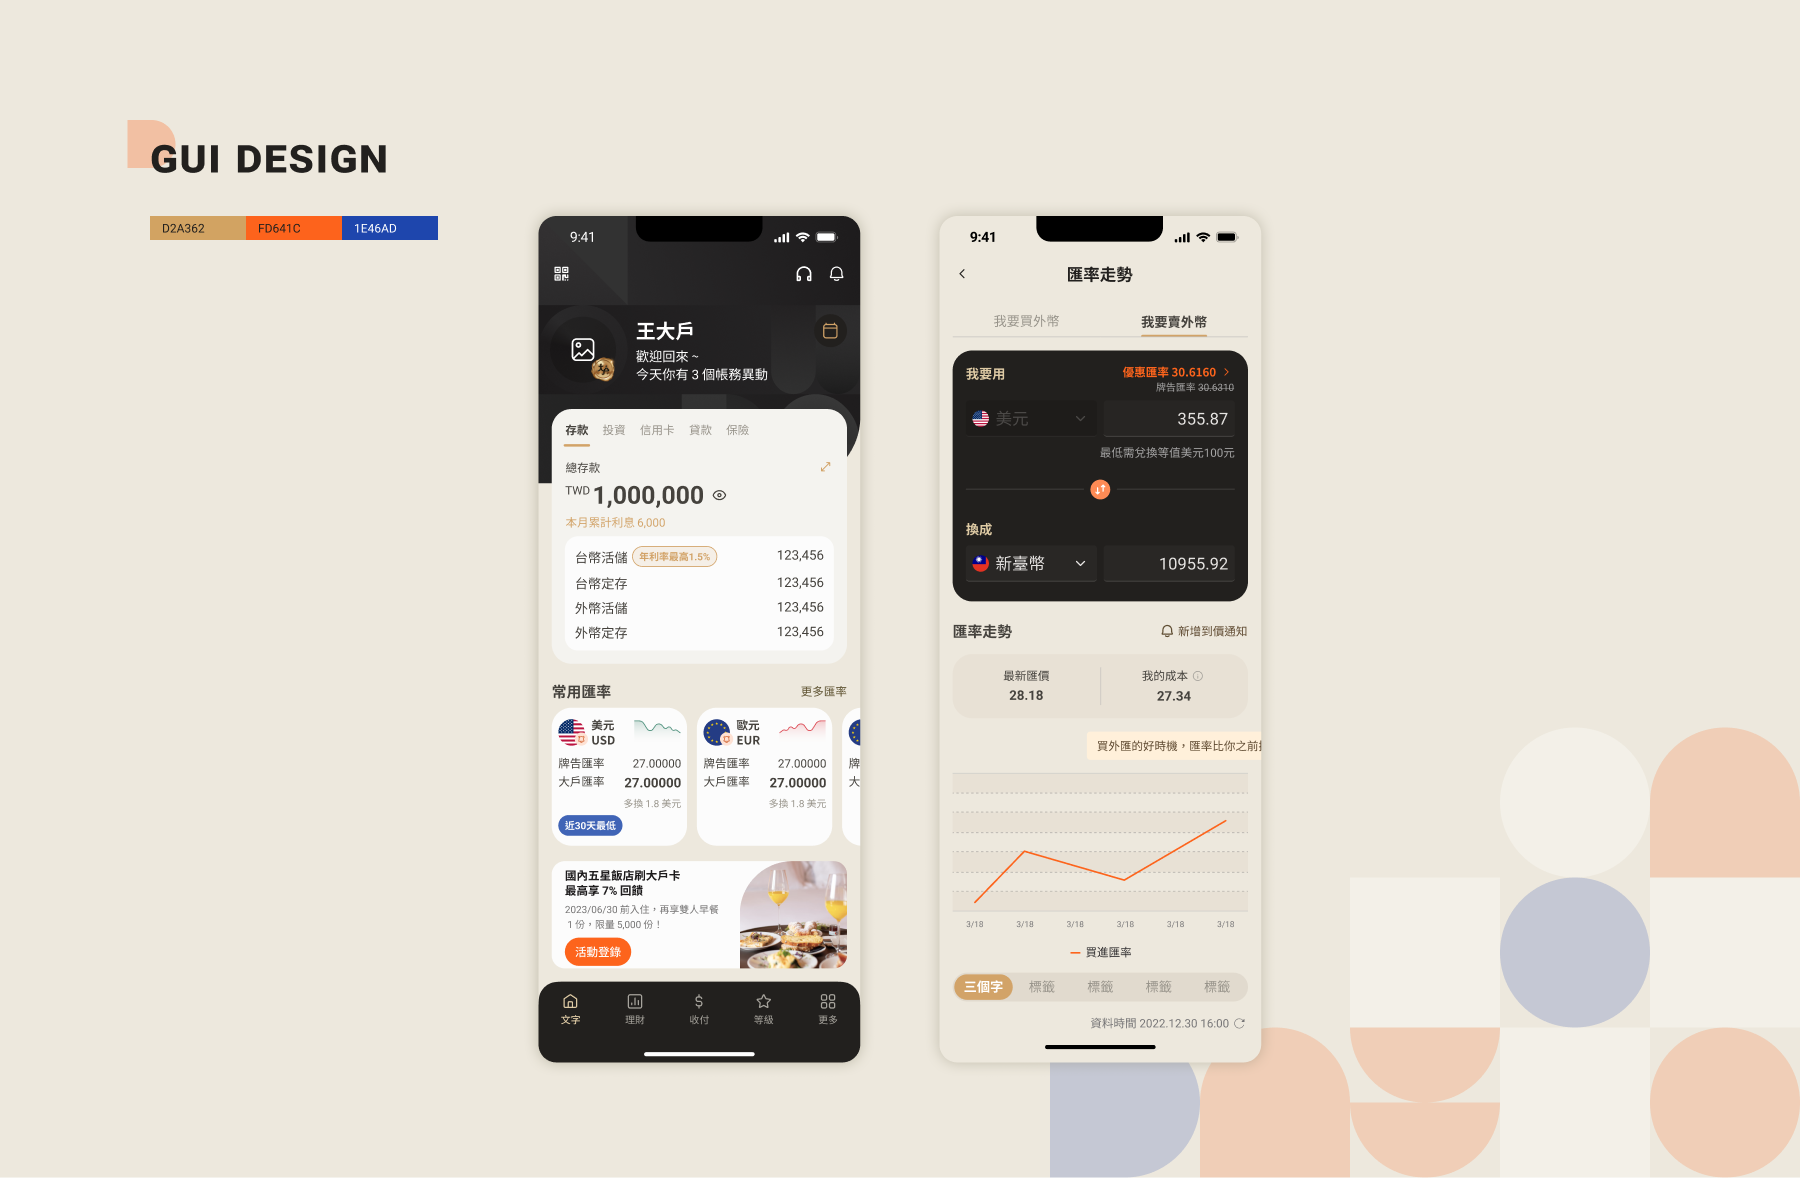 GUI DESIGN
D2A362 FD641C 1E46AD
9:41
王大戶
歡迎回來 ~
今天你有 3 個帳務異動
存款 投資 信用卡 貸款 保險
總存款
TWD 1,000,000
本月累計利息 6,000
台幣活儲 年利率最高1.5% 123,456
台幣定存 123,456
外幣活儲 123,456
外幣定存 123,456
常用匯率 更多匯率
美元
USD
牌告匯率 27.00000
大戶匯率 27.00000
多換 1.8 美元
近30天最低
歐元
EUR
牌告匯率 27.00000
大戶匯率 27.00000
多換 1.8 美元
牌
大
國內五星飯店刷大戶卡
最高享 7% 回饋
2023/06/30 前入住，再享雙人早餐
1 份，限量 5,000 份！
活動登錄
文字 理財 收付 等級 更多
9:41
匯率走勢
我要買外幣 我要賣外幣
我要用 優惠匯率 30.6160
牌告匯率 30.6310
美元 355.87
最低需兌換等值美元100元
換成
新臺幣 10955.92
匯率走勢 新增到價通知
最新匯價 我的成本
28.18 27.34
買外匯的好時機，匯率比你之前
3/18 3/18 3/18 3/18 3/18 3/18
買進匯率
三個字 標籤 標籤 標籤 標籤
資料時間 2022.12.30 16:00